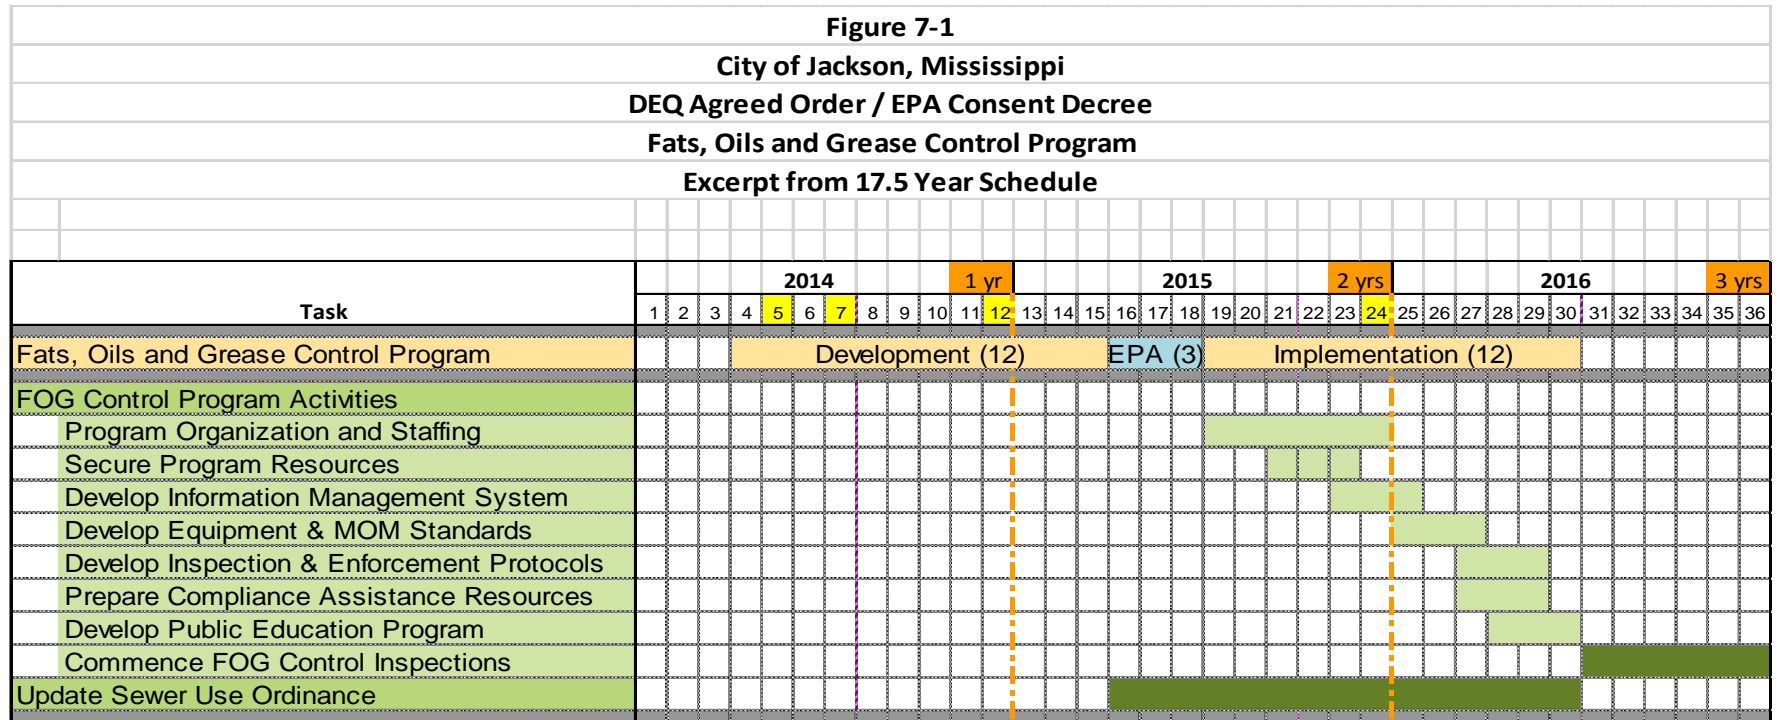 Figure 7-1
City of Jackson, Mississippi
DEQ Agreed Order / EPA Consent Decree
Fats, Oils and Grease Control Program
Excerpt from 17.5 Year Schedule
2014 1 yr 2015 2 yrs 2016 3 yrs
Task 1 2 3 4 5 6 7 8 9 10 11 12 13 14 15 16 17 18 19 20 21 22 23 24 25 26 27 28 29 30 31 32 33 34 35 36
Fats, Oils and Grease Control Program Development (12) EPA (3) Implementation (12)
FOG Control Program Activities
Program Organization and Staffing
Secure Program Resources
Develop Information Management System
Develop Equipment & MOM Standards
Develop Inspection & Enforcement Protocols
Prepare Compliance Assistance Resources
Develop Public Education Program
Commence FOG Control Inspections
Update Sewer Use Ordinance